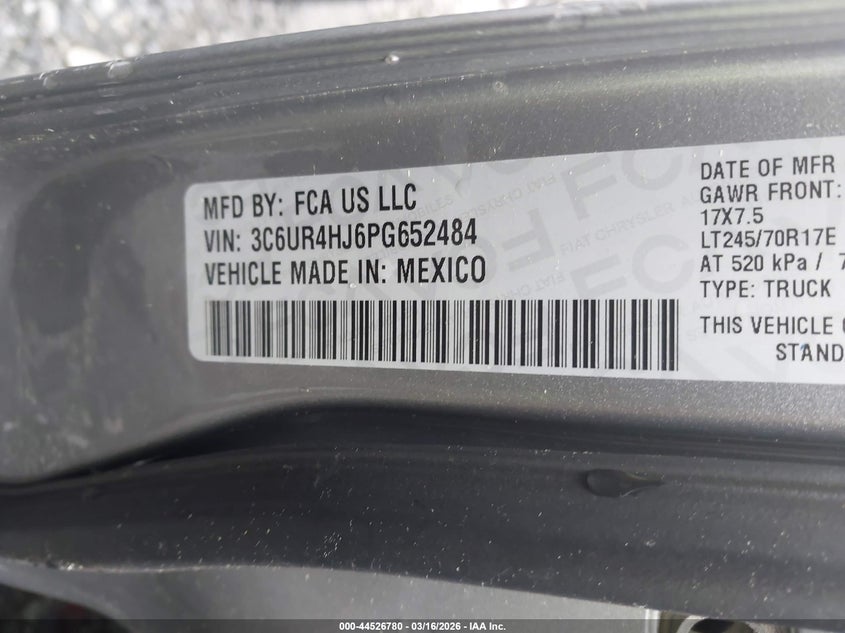 MFD BY: FCA US LLC
VIN: 3C6UR4HJ6PG652484
VEHICLE MADE IN: MEXICO
DATE OF MFR
GAWR FRONT:
17X7.5
LT245/70R17E
AT 520 kPa / 7
TYPE: TRUCK
THIS VEHICLE
STAND
000-44526780 - 03/16/2026 - IAA Inc.